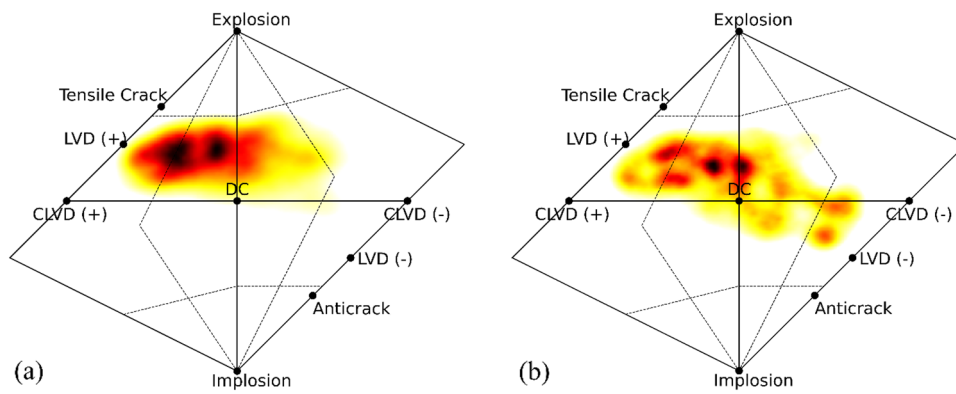 Explosion
Tensile Crack
LVD (+)
DC
CLVD (+)
CLVD (-)
LVD (-)
Anticrack
(a)
Implosion
Explosion
Tensile Crack
LVD (+)
DC
CLVD (+)
CLVD (-)
LVD (-)
Anticrack
(b)
Implosion